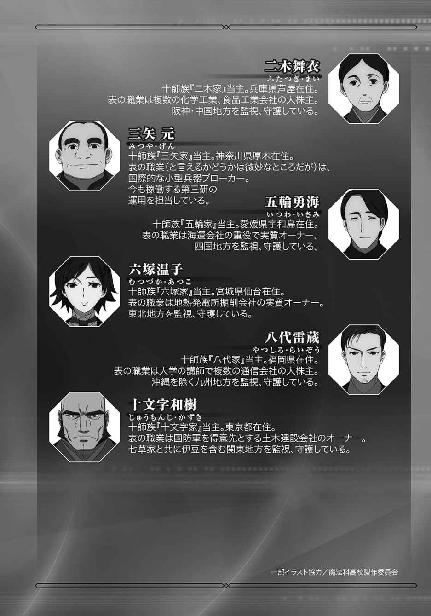 二木舞衣
ふたつぎ・まい
十師族『二木家』当主。兵庫県芦屋在住。
表の職業は複数の化学工業、食品工業会社の大株主。
阪神・中国地方を監視、守護している。
三矢 元
みつや・げん
十師族『三矢家』当主。神奈川県厚木在住。
表の職業(と言えるかどうかは微妙なところだが)は、
国際的な小型兵器ブローカー。
今も稼働する第三研の
運用を担当している。
五輪勇海
いつわ・いさみ
十師族『五輪家』当主。愛媛県宇和島在住。
表の職業は海運会社の重役で実質オーナー。
四国地方を監視、守護している。
六塚温子
むつづか・あつこ
十師族『六塚家』当主。宮城県仙台在住。
表の職業は地熱発電所掘削会社の実質オーナー。
東北地方を監視、守護している。
八代雷蔵
やつしろ・らいぞう
十師族『八代家』当主。福岡県在住。
表の職業は大学の講師で複数の通信会社の大株主。
沖縄を除く九州地方を監視、守護している。
十文字和樹
じゅうもんじ・かずき
十師族『十文字家』当主。東京都在住。
表の職業は国防軍を得意先とする土木建設会社のオーナー。
七草家と共に伊豆を含む関東地方を監視、守護している。
一部イラスト協力/魔法科高校製作委員会